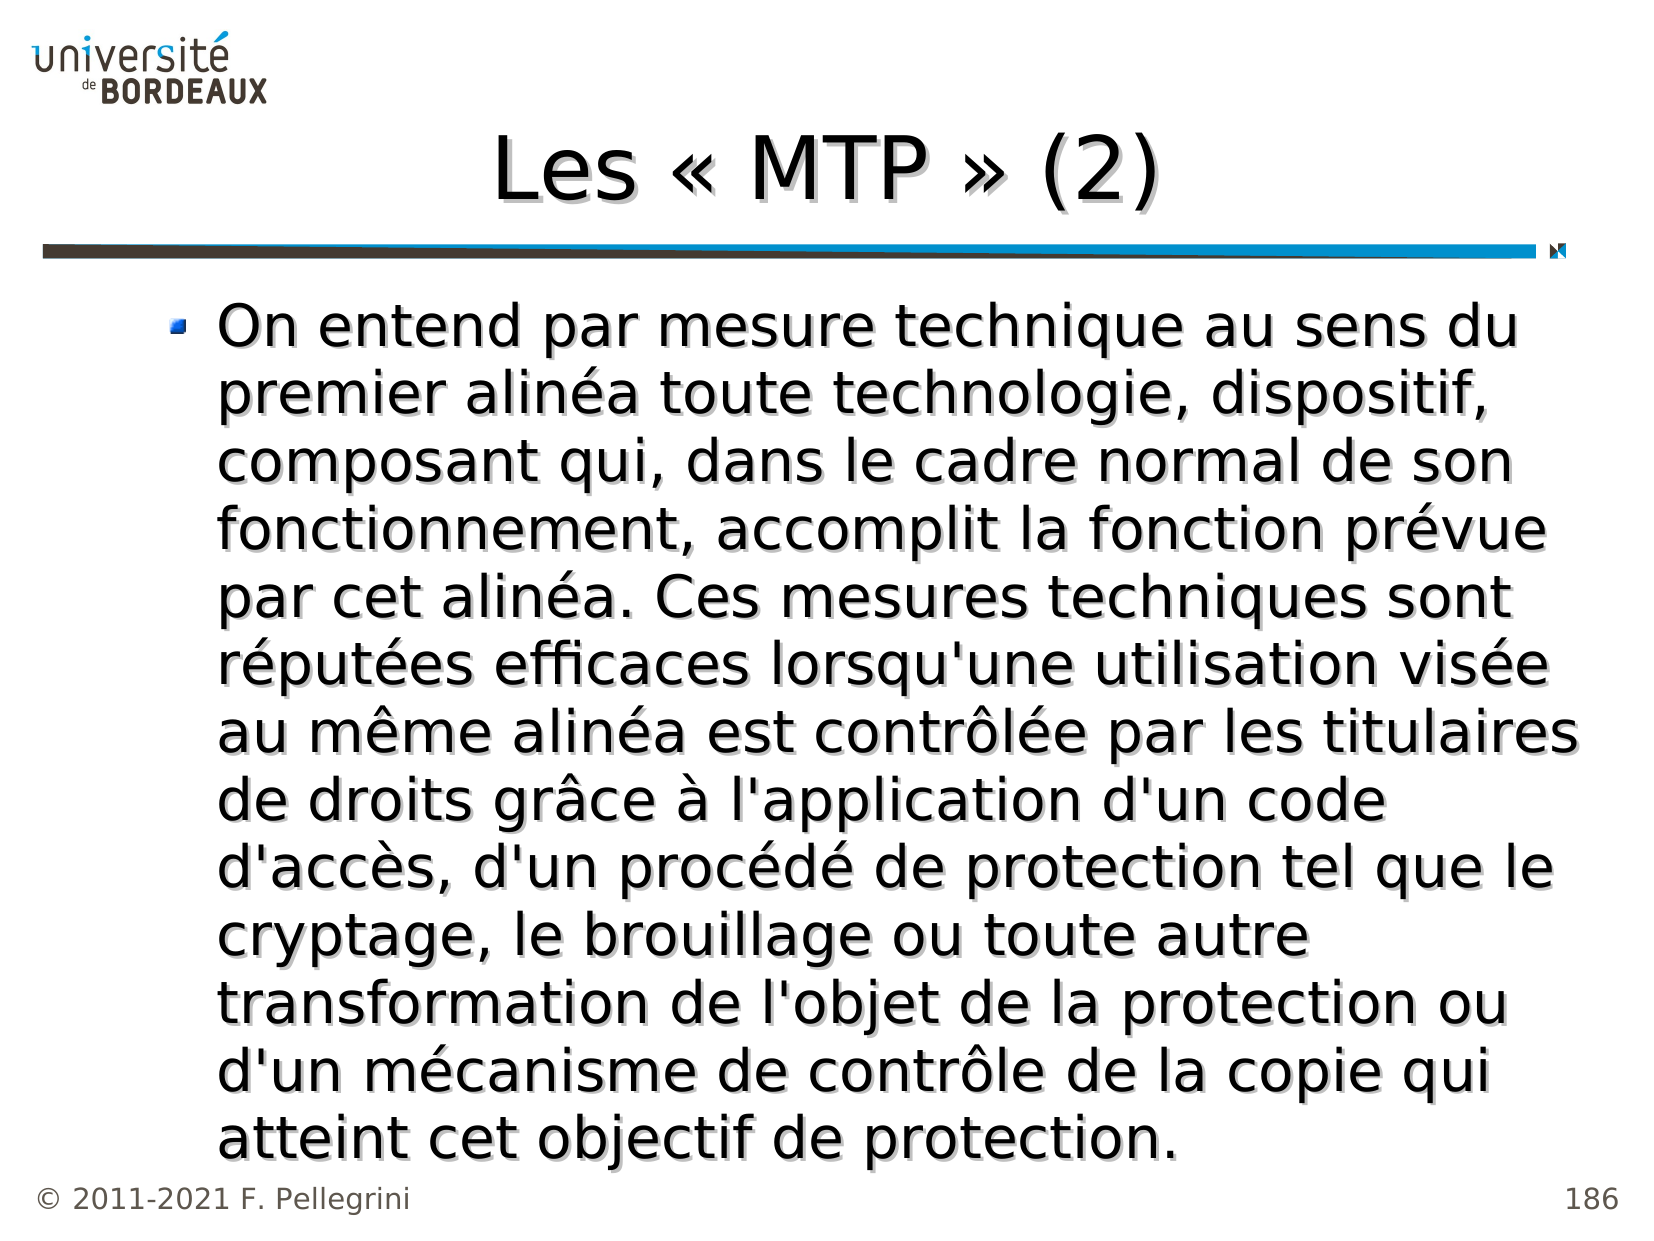 université
de BORDEAUX
Les « MTP » (2)
On entend par mesure technique au sens du
premier alinéa toute technologie, dispositif,
composant qui, dans le cadre normal de son
fonctionnement, accomplit la fonction prévue
par cet alinéa. Ces mesures techniques sont
réputées efficaces lorsqu'une utilisation visée
au même alinéa est contrôlée par les titulaires
de droits grâce à l'application d'un code
d'accès, d'un procédé de protection tel que le
cryptage, le brouillage ou toute autre
transformation de l'objet de la protection ou
d'un mécanisme de contrôle de la copie qui
atteint cet objectif de protection.
© 2011-2021 F. Pellegrini
186